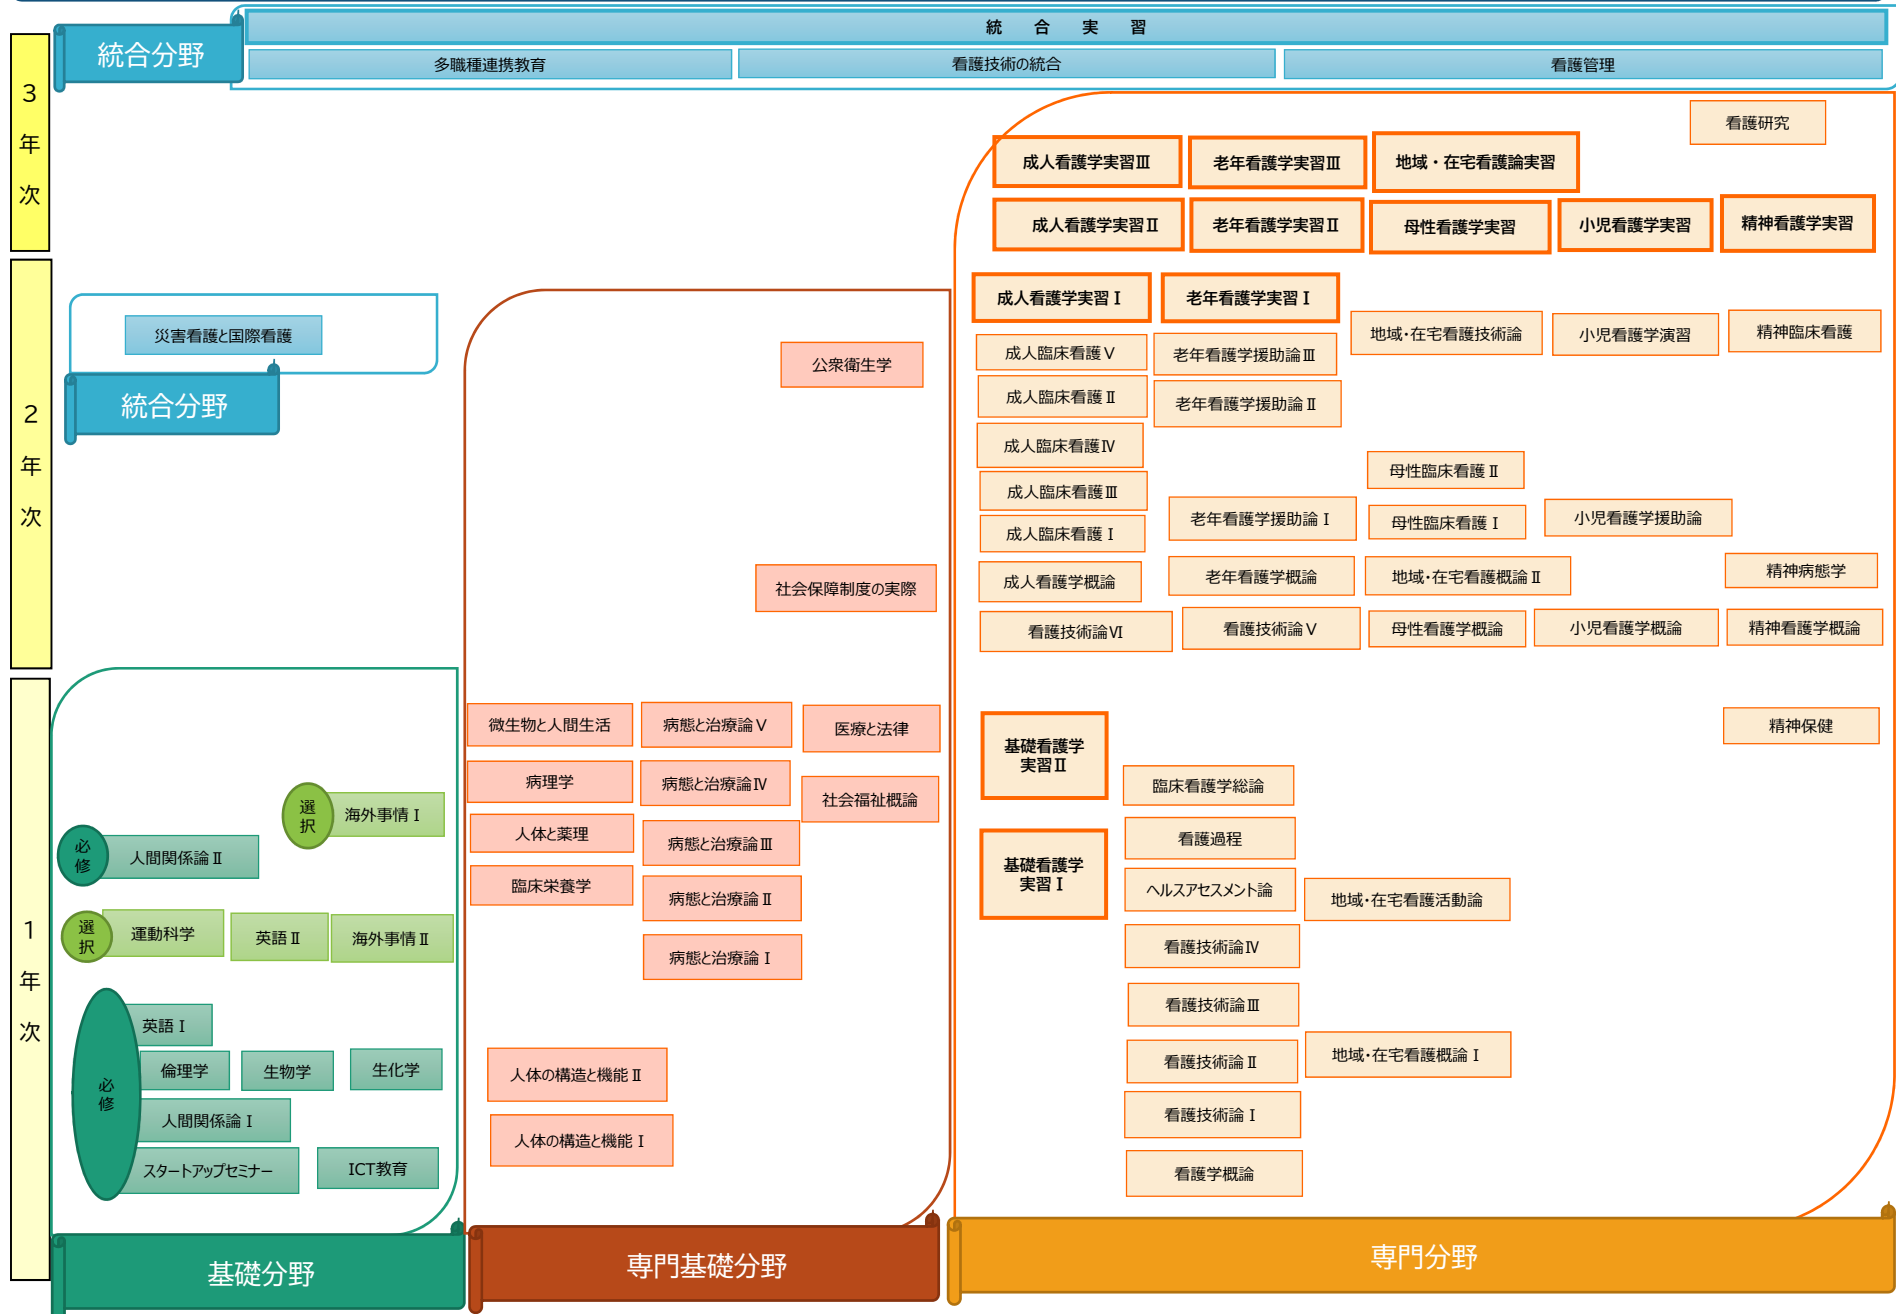 統合実習
統合分野
多職種連携教育
看護技術の統合
看護管理
3
年
次
看護研究
成人看護学実習Ⅲ
老年看護学実習Ⅲ
地域・在宅看護論実習
成人看護学実習Ⅱ
老年看護学実習Ⅱ
母性看護学実習
小児看護学実習
精神看護学実習
2
年
次
災害看護と国際看護
統合分野
公衆衛生学
社会保障制度の実際
成人看護学実習Ⅰ
老年看護学実習Ⅰ
地域・在宅看護技術論
小児看護学演習
精神臨床看護
成人臨床看護Ⅴ
老年看護学援助論Ⅲ
成人臨床看護Ⅱ
老年看護学援助論Ⅱ
成人臨床看護Ⅳ
母性臨床看護Ⅱ
成人臨床看護Ⅲ
老年看護学援助論Ⅰ
母性臨床看護Ⅰ
小児看護学援助論
成人臨床看護Ⅰ
成人看護学概論
老年看護学概論
地域・在宅看護概論Ⅱ
精神病態学
看護技術論Ⅵ
看護技術論Ⅴ
母性看護学概論
小児看護学概論
精神看護学概論
1
年
次
選
択
海外事情Ⅰ
必
修
人間関係論Ⅱ
選
択
運動科学
英語Ⅱ
海外事情Ⅱ
必
修
英語Ⅰ
倫理学
生物学
生化学
人間関係論Ⅰ
スタートアップセミナー
ICT教育
基礎分野
微生物と人間生活
病態と治療論Ⅴ
医療と法律
病理学
病態と治療論Ⅳ
社会福祉概論
人体と薬理
病態と治療論Ⅲ
臨床栄養学
病態と治療論Ⅱ
病態と治療論Ⅰ
人体の構造と機能Ⅱ
人体の構造と機能Ⅰ
専門基礎分野
基礎看護学
実習Ⅱ
精神保健
臨床看護学総論
基礎看護学
実習Ⅰ
看護過程
ヘルスアセスメント論
地域・在宅看護活動論
看護技術論Ⅳ
看護技術論Ⅲ
看護技術論Ⅱ
地域・在宅看護概論Ⅰ
看護技術論Ⅰ
看護学概論
専門分野